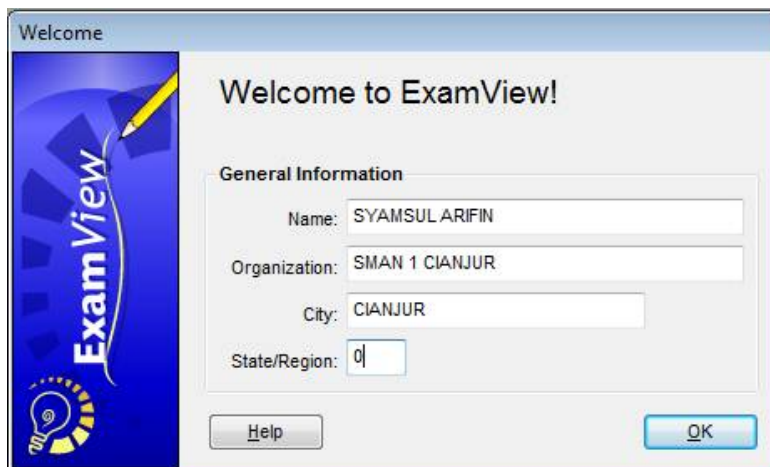 Welcome
Welcome to ExamView!
ExamView
General Information
Name: SYAMSUL ARIFIN
Organization: SMAN 1 CIANJUR
City: CIANJUR
State/Region: 0
Help
OK